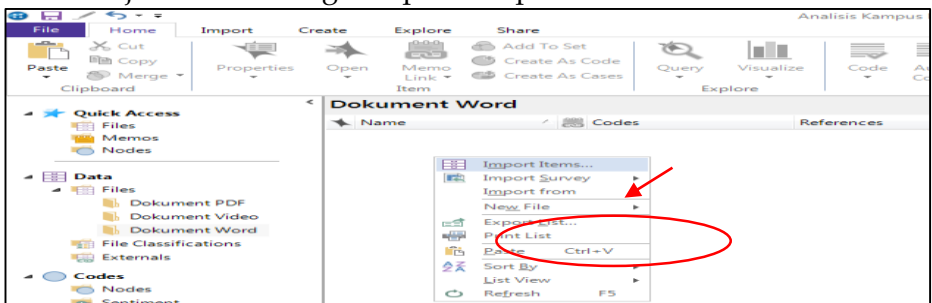 Analisis Kampus
File Home Import Create Explore Share
Paste
Cut
Copy
Merge
Clipboard
Properties
Open
Memo Link
Add To Set
Create As Code
Create As Cases
Item
Query
Visualize
Explore
Code
Quick Access
Files
Memos
Nodes
Data
Files
Dokument PDF
Dokument Video
Dokument Word
File Classifications
Externals
Codes
Nodes
Sentiment
Dokument Word
Name Codes References
Import Items...
Import Survey
Import from
New File
Export List...
Print List
Paste Ctrl+V
Sort By
List View
Refresh F5